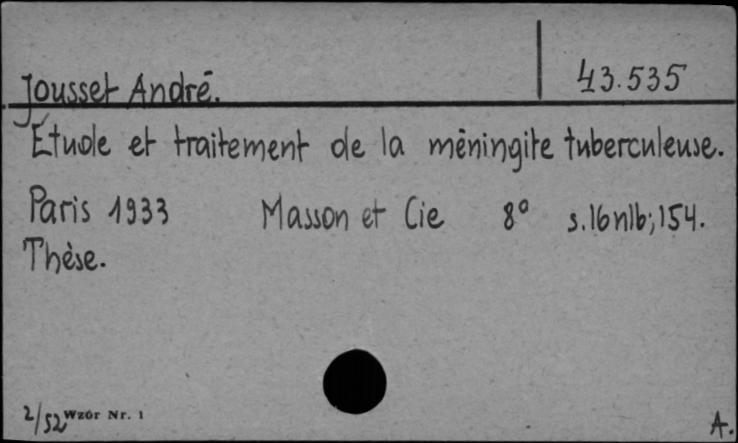 43.535
Jousset André.
Étude et traitement de la méningite tuberculeuse.
Paris 1933 Masson et Cie 8° s.16nlb;154.
Thèse.
2/52 Wzór Nr. 1
A.